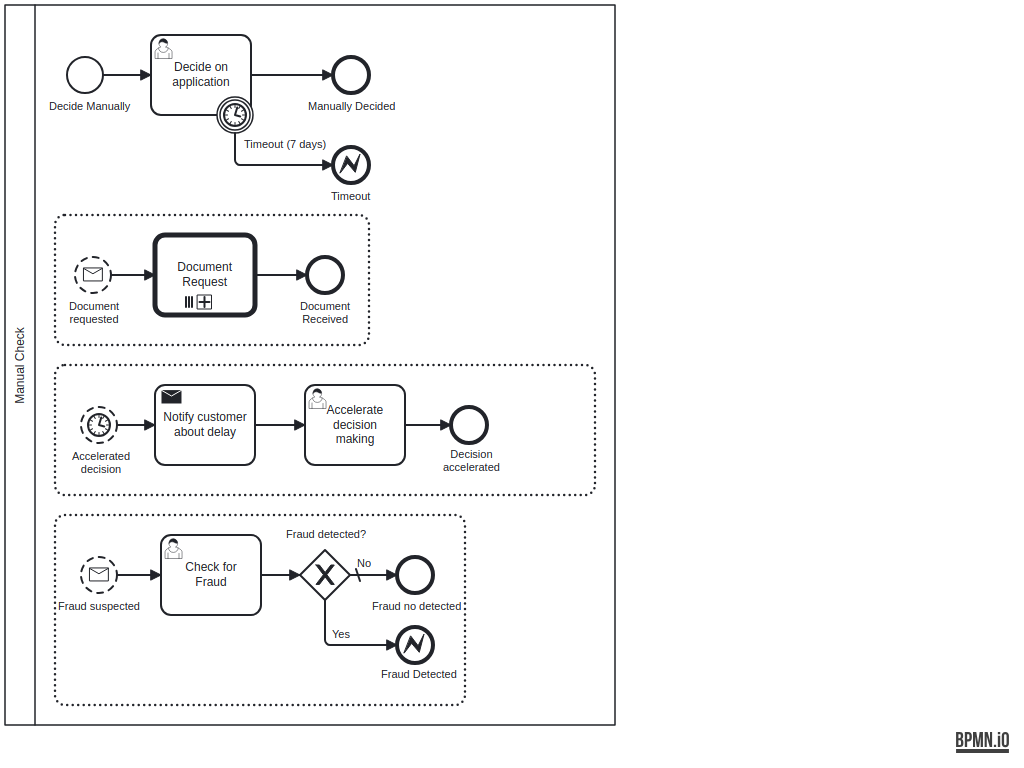 Manual Check
Decide on
application
Decide Manually
Manually Decided
Timeout (7 days)
Timeout
Document
Request
Document
requested
Document
Received
Notify customer
about delay
Accelerate
decision
making
Accelerated
decision
Decision
accelerated
Fraud detected?
Check for
Fraud
No
Fraud suspected
Fraud no detected
Yes
Fraud Detected
BPMN.iO